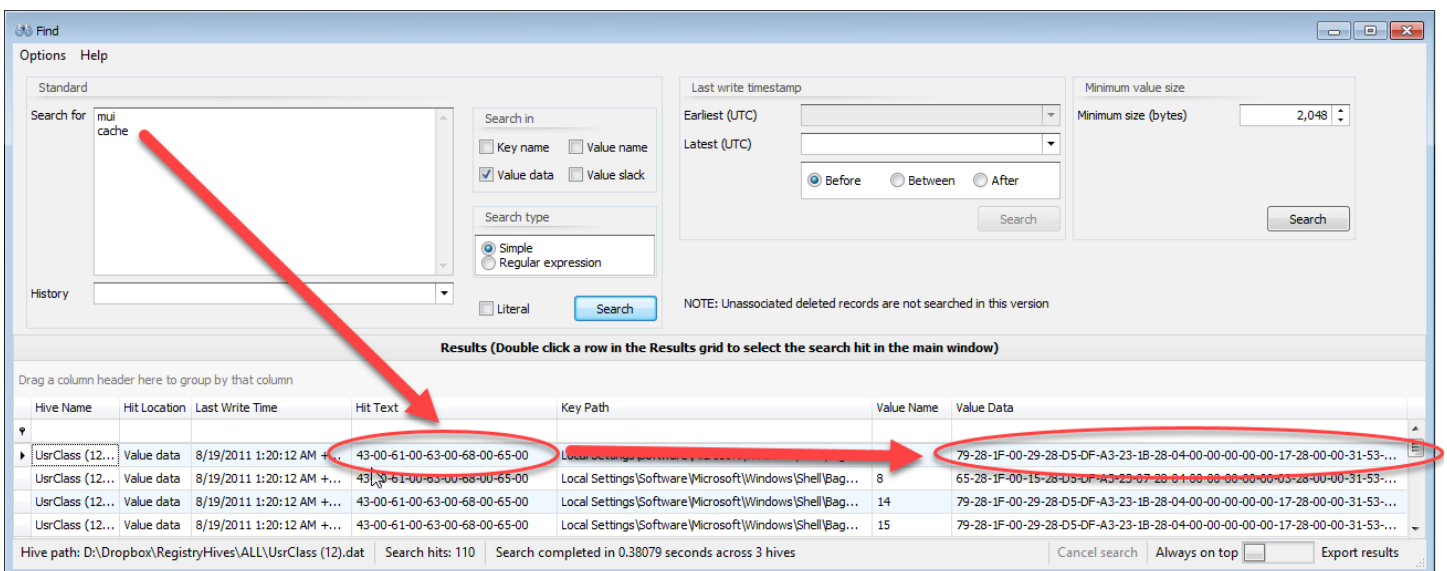 Find
Options Help
Standard
Search for
mui
cache
Search in
Key name Value name
Value data Value slack
Search type
Simple
Regular expression
History
Literal Search
Last write timestamp
Earliest (UTC)
Latest (UTC)
Before Between After
Search
Minimum value size
Minimum size (bytes) 2,048
Search
NOTE: Unassociated deleted records are not searched in this version
Results (Double click a row in the Results grid to select the search hit in the main window)
Drag a column header here to group by that column
Hive Name Hit Location Last Write Time Hit Text Key Path Value Name Value Data
UsrClass (12... Value data 8/19/2011 1:20:12 AM +... 43-00-61-00-63-00-68-00-65-00 79-28-1F-00-29-28-D5-DF-A3-23-1B-28-04-00-00-00-00-00-17-28-00-00-31-53-...
UsrClass (12... Value data 8/19/2011 1:20:12 AM +... Local Settings\Software\Microsoft\Windows\Shell\Bag... 8
UsrClass (12... Value data 8/19/2011 1:20:12 AM +... 43-00-61-00-63-00-68-00-65-00 Local Settings\Software\Microsoft\Windows\Shell\Bag... 14 79-28-1F-00-29-28-D5-DF-A3-23-1B-28-04-00-00-00-00-00-17-28-00-00-31-53-...
UsrClass (12... Value data 8/19/2011 1:20:12 AM +... 43-00-61-00-63-00-68-00-65-00 Local Settings\Software\Microsoft\Windows\Shell\Bag... 15 79-28-1F-00-29-28-D5-DF-A3-23-1B-28-04-00-00-00-00-00-17-28-00-00-31-53-...
Hive path: D:\Dropbox\RegistryHives\ALL\UsrClass (12).dat Search hits: 110 Search completed in 0.38079 seconds across 3 hives Cancel search Always on top Export results